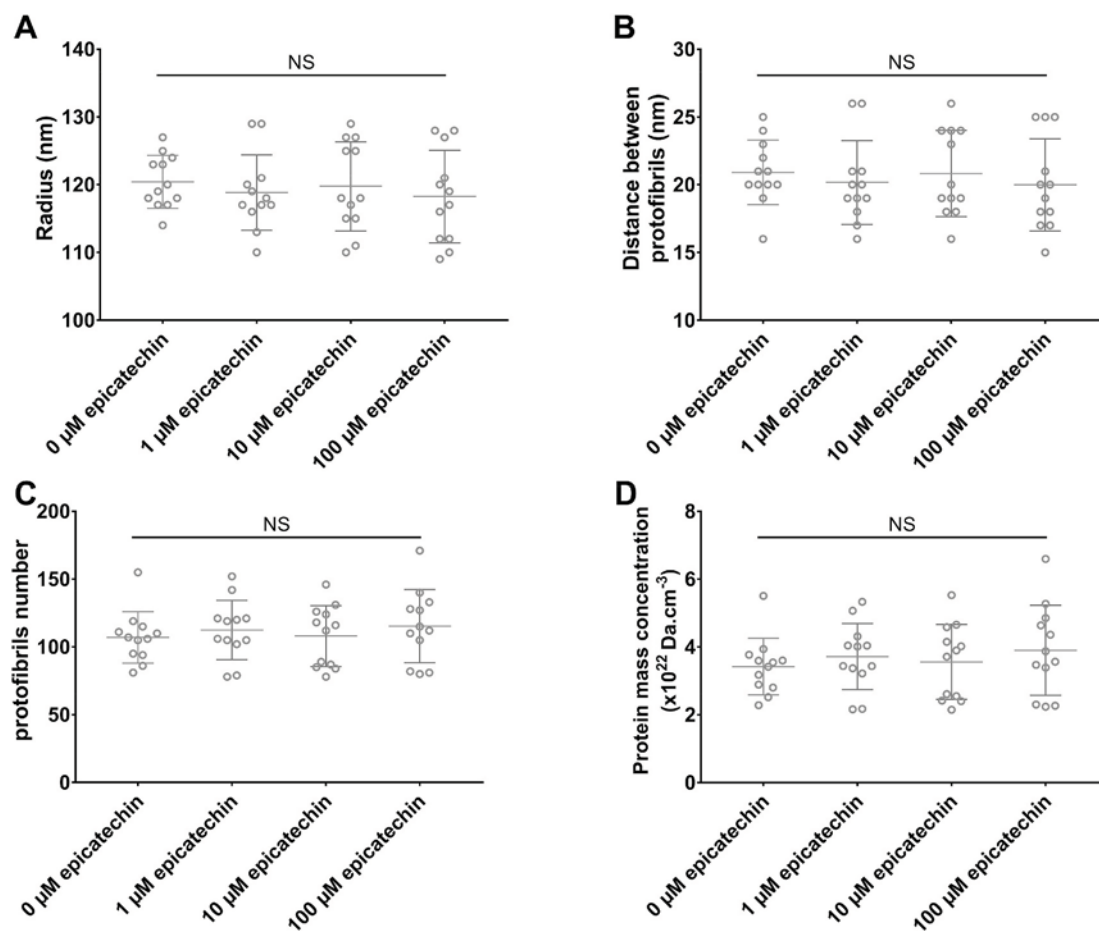 A
Radius (nm)
140
130
120
110
100
NS
0 µM epicatechin
1 µM epicatechin
10 µM epicatechin
100 µM epicatechin
B
Distance between
protofibrils (nm)
30
25
20
15
10
NS
0 µM epicatechin
1 µM epicatechin
10 µM epicatechin
100 µM epicatechin
C
protofibrils number
200
150
100
50
0
NS
0 µM epicatechin
1 µM epicatechin
10 µM epicatechin
100 µM epicatechin
D
Protein mass concentration
(x10²² Da.cm⁻³)
8
6
4
2
0
NS
0 µM epicatechin
1 µM epicatechin
10 µM epicatechin
100 µM epicatechin